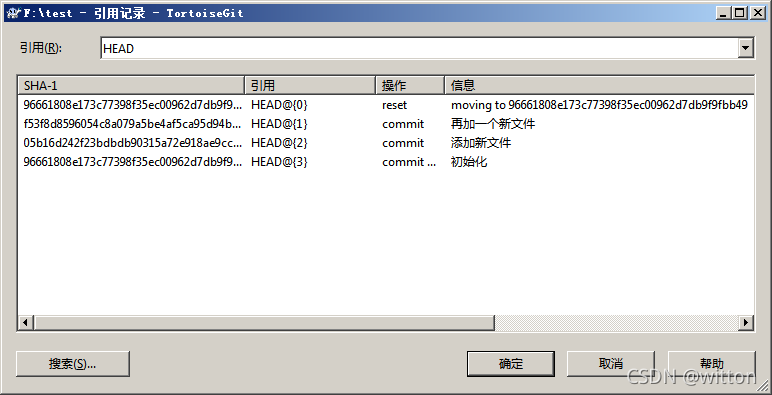 F:\test - 引用记录 - TortoiseGit
引用(R): HEAD
SHA-1 引用 操作 信息
96661808e173c77398f35ec00962d7db9f9... HEAD@{0} reset moving to 96661808e173c77398f35ec00962d7db9f9fbb49
f53f8d8596054c8a079a5be4af5ca95d94b... HEAD@{1} commit 再加一个新文件
05b16d242f23bdbdb90315a72e918ae9cc... HEAD@{2} commit 添加新文件
96661808e173c77398f35ec00962d7db9f9... HEAD@{3} commit ... 初始化
搜索(S)... 确定 取消 帮助
CSDN @witton